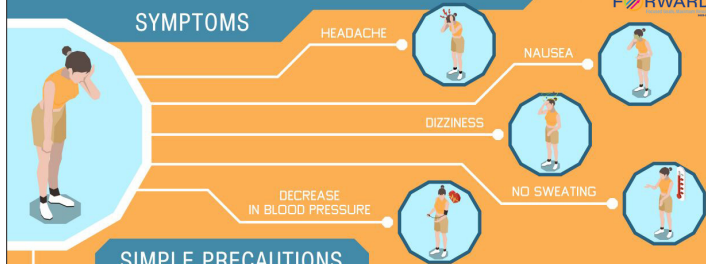 SYMPTOMS
HEADACHE
NAUSEA
DIZZINESS
NO SWEATING
DECREASE
IN BLOOD PRESSURE
SIMPLE PRECAUTIONS